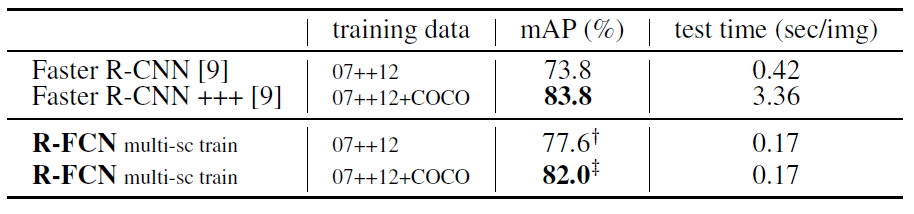 training data mAP (%) test time (sec/img)
Faster R-CNN [9] 07++12 73.8 0.42
Faster R-CNN +++ [9] 07++12+COCO 83.8 3.36
R-FCN multi-sc train 07++12 77.6† 0.17
R-FCN multi-sc train 07++12+COCO 82.0‡ 0.17